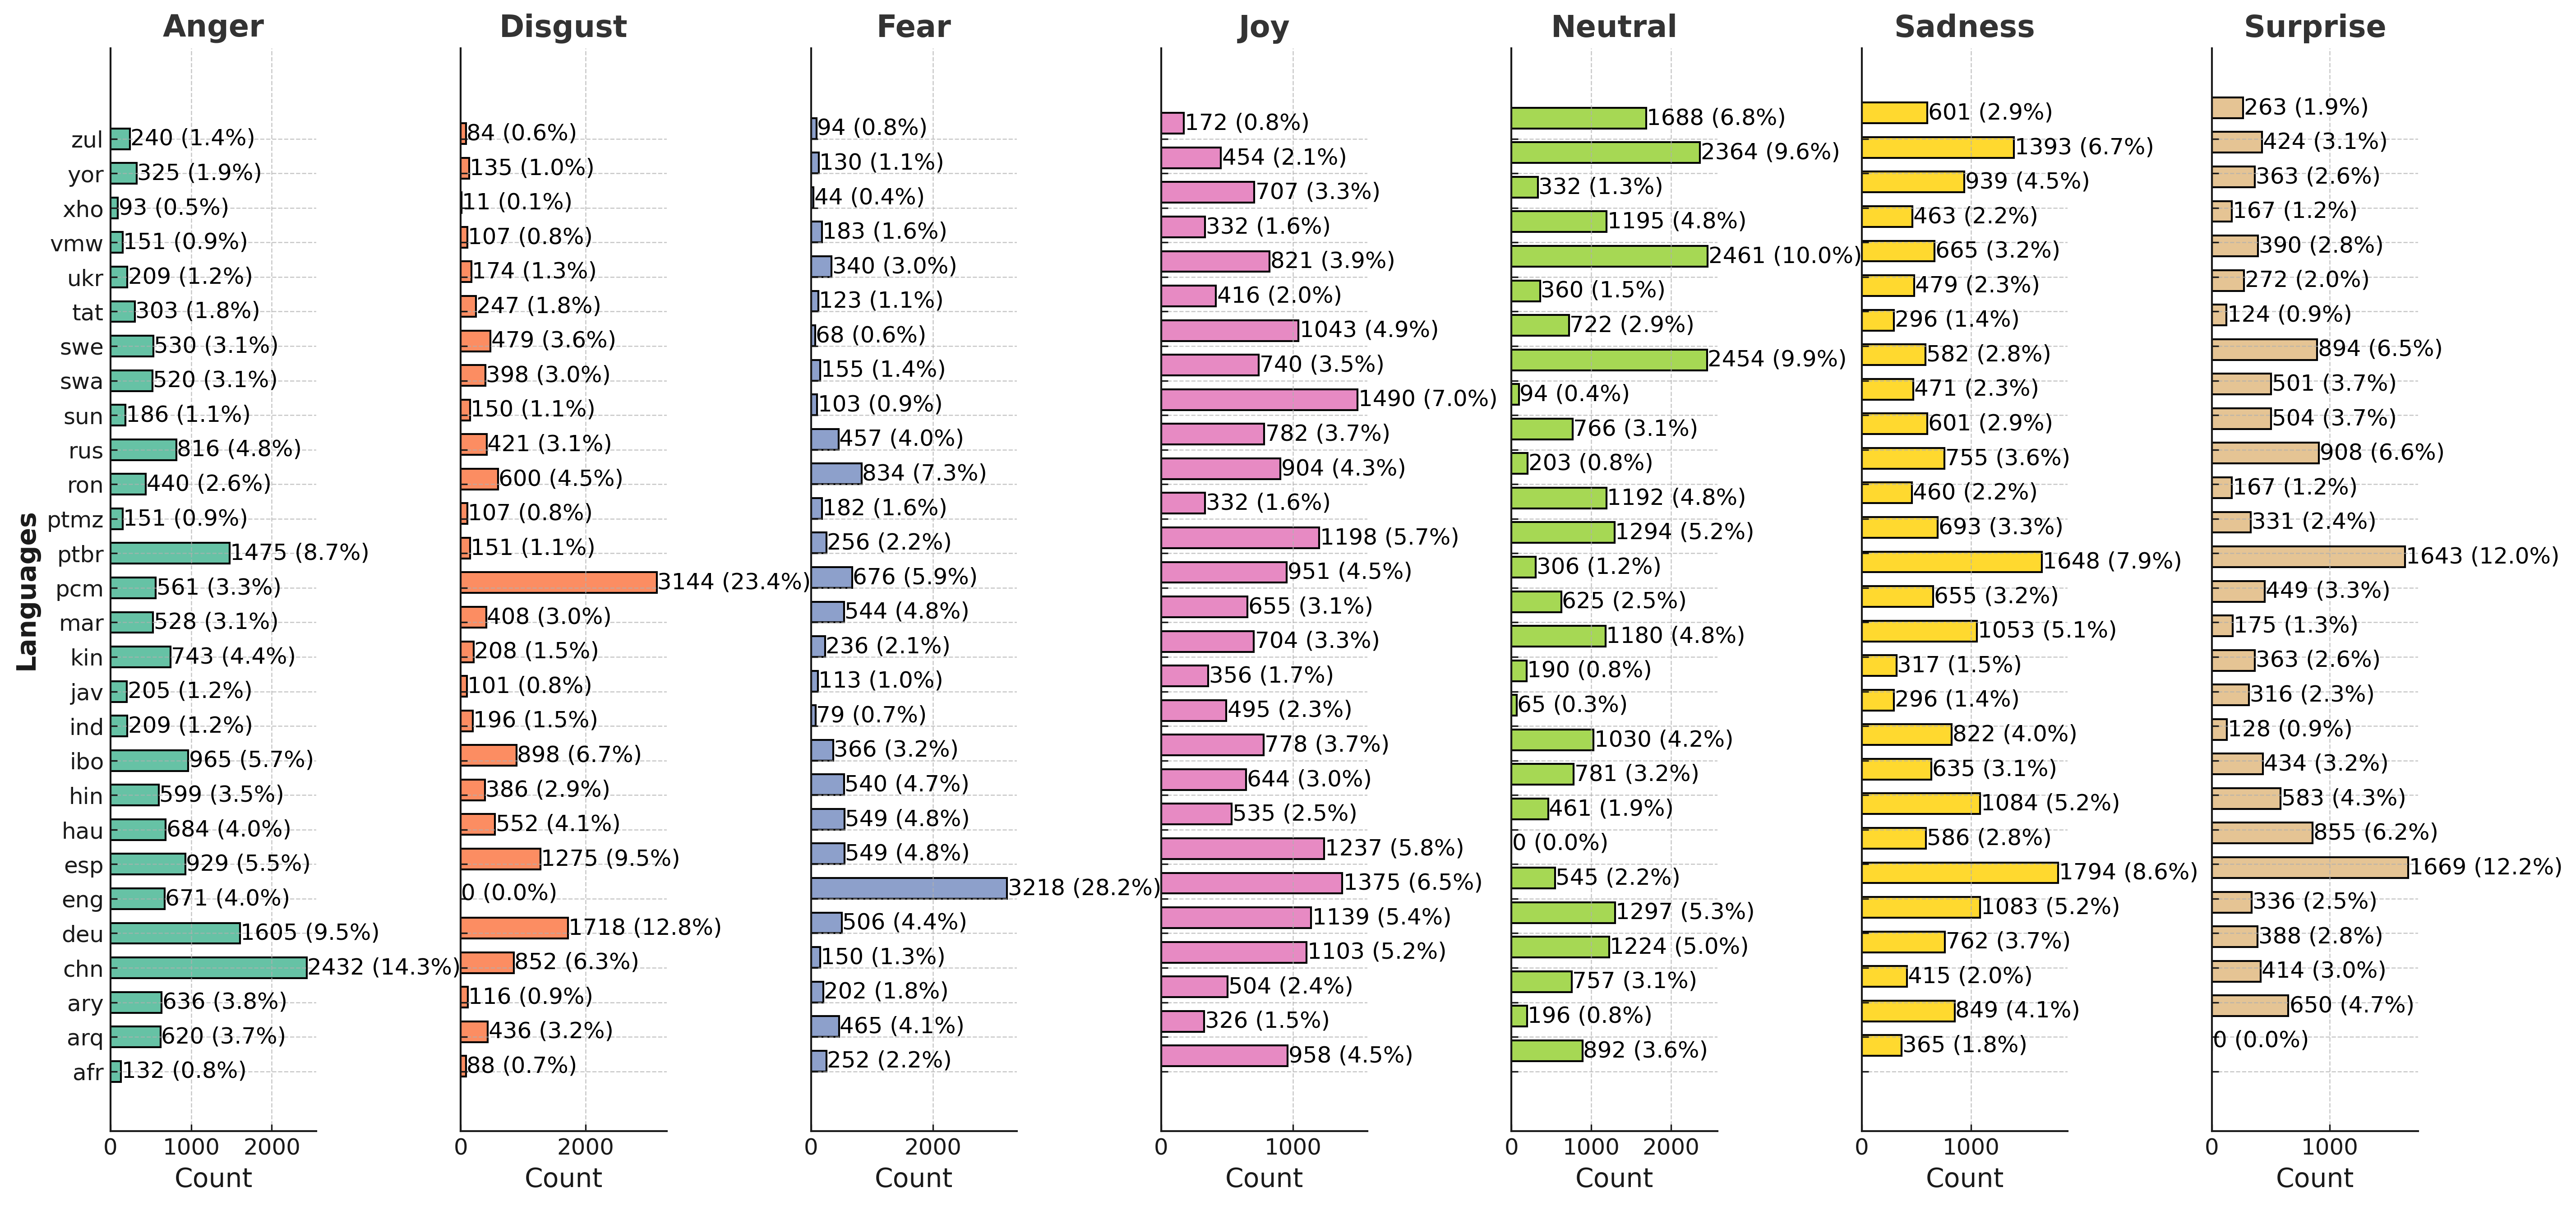 Anger Disgust Fear Joy Neutral Sadness Surprise
zul 240 (1.4%) 84 (0.6%) 94 (0.8%) 172 (0.8%) 1688 (6.8%) 601 (2.9%) 263 (1.9%)
yor 325 (1.9%) 135 (1.0%) 130 (1.1%) 454 (2.1%) 2364 (9.6%) 1393 (6.7%) 424 (3.1%)
xho 93 (0.5%) 11 (0.1%) 44 (0.4%) 707 (3.3%) 332 (1.3%) 939 (4.5%) 363 (2.6%)
vmw 151 (0.9%) 107 (0.8%) 183 (1.6%) 332 (1.6%) 1195 (4.8%) 463 (2.2%) 167 (1.2%)
ukr 209 (1.2%) 174 (1.3%) 340 (3.0%) 821 (3.9%) 2461 (10.0%) 665 (3.2%) 390 (2.8%)
tat 303 (1.8%) 247 (1.8%) 123 (1.1%) 416 (2.0%) 360 (1.5%) 479 (2.3%) 272 (2.0%)
swe 530 (3.1%) 479 (3.6%) 68 (0.6%) 1043 (4.9%) 722 (2.9%) 296 (1.4%) 124 (0.9%)
swa 520 (3.1%) 398 (3.0%) 155 (1.4%) 740 (3.5%) 2454 (9.9%) 582 (2.8%) 894 (6.5%)
sun 186 (1.1%) 150 (1.1%) 103 (0.9%) 1490 (7.0%) 94 (0.4%) 471 (2.3%) 501 (3.7%)
rus 816 (4.8%) 421 (3.1%) 457 (4.0%) 782 (3.7%) 766 (3.1%) 601 (2.9%) 504 (3.7%)
ron 440 (2.6%) 600 (4.5%) 834 (7.3%) 904 (4.3%) 203 (0.8%) 755 (3.6%) 908 (6.6%)
ptmz 151 (0.9%) 107 (0.8%) 182 (1.6%) 332 (1.6%) 1192 (4.8%) 460 (2.2%) 167 (1.2%)
ptbr 1475 (8.7%) 151 (1.1%) 256 (2.2%) 1198 (5.7%) 1294 (5.2%) 693 (3.3%) 331 (2.4%)
pcm 561 (3.3%) 3144 (23.4%) 676 (5.9%) 951 (4.5%) 306 (1.2%) 1648 (7.9%) 1643 (12.0%)
mar 528 (3.1%) 408 (3.0%) 544 (4.8%) 655 (3.1%) 625 (2.5%) 655 (3.2%) 449 (3.3%)
kin 743 (4.4%) 208 (1.5%) 236 (2.1%) 704 (3.3%) 1180 (4.8%) 1053 (5.1%) 175 (1.3%)
jav 205 (1.2%) 101 (0.8%) 113 (1.0%) 356 (1.7%) 190 (0.8%) 317 (1.5%) 363 (2.6%)
ind 209 (1.2%) 196 (1.5%) 79 (0.7%) 495 (2.3%) 65 (0.3%) 296 (1.4%) 316 (2.3%)
ibo 965 (5.7%) 898 (6.7%) 366 (3.2%) 778 (3.7%) 1030 (4.2%) 822 (4.0%) 128 (0.9%)
hin 599 (3.5%) 386 (2.9%) 540 (4.7%) 644 (3.0%) 781 (3.2%) 635 (3.1%) 434 (3.2%)
hau 684 (4.0%) 552 (4.1%) 549 (4.8%) 535 (2.5%) 461 (1.9%) 1084 (5.2%) 583 (4.3%)
esp 929 (5.5%) 1275 (9.5%) 549 (4.8%) 1237 (5.8%) 0 (0.0%) 586 (2.8%) 855 (6.2%)
eng 671 (4.0%) 0 (0.0%) 3218 (28.2%) 1375 (6.5%) 545 (2.2%) 1794 (8.6%) 1669 (12.2%)
deu 1605 (9.5%) 1718 (12.8%) 506 (4.4%) 1139 (5.4%) 1297 (5.3%) 1083 (5.2%) 336 (2.5%)
chn 2432 (14.3%) 852 (6.3%) 150 (1.3%) 1103 (5.2%) 1224 (5.0%) 762 (3.7%) 388 (2.8%)
ary 636 (3.8%) 116 (0.9%) 202 (1.8%) 504 (2.4%) 757 (3.1%) 415 (2.0%) 414 (3.0%)
arq 620 (3.7%) 436 (3.2%) 465 (4.1%) 326 (1.5%) 196 (0.8%) 849 (4.1%) 650 (4.7%)
afr 132 (0.8%) 88 (0.7%) 252 (2.2%) 958 (4.5%) 892 (3.6%) 365 (1.8%) 0 (0.0%)
Languages
0 1000 2000 0 2000 0 2000 0 1000 0 1000 2000 0 1000 0 1000
Count Count Count Count Count Count Count